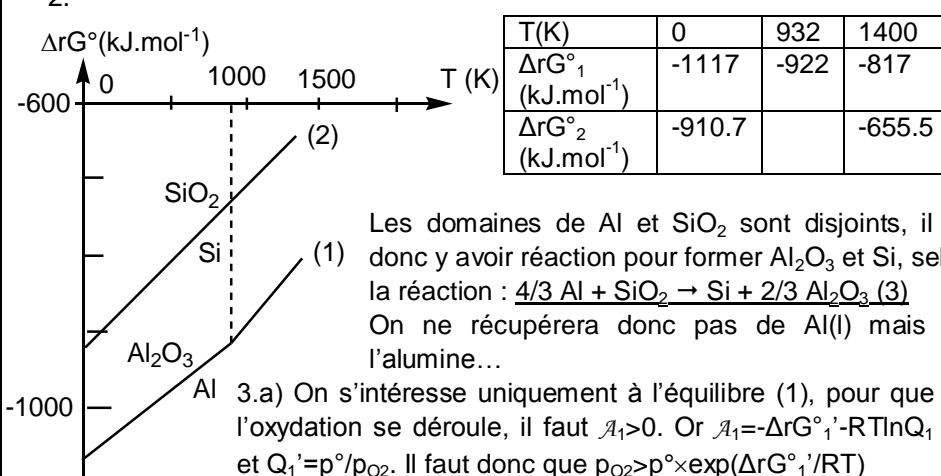 2.
ΔrG°(kJ.mol-1)
0 1000 1500 T (K)
-600
(2)
SiO2
Si
(1)
Al2O3
Al
-1000
T(K) 0 932 1400
ΔrG°1 (kJ.mol-1) -1117 -922 -817
ΔrG°2 (kJ.mol-1) -910.7 -655.5
Les domaines de Al et SiO2 sont disjoints, il
donc y avoir réaction pour former Al2O3 et Si,
la réaction : 4/3 Al + SiO2 → Si + 2/3 Al2O3 (3)
On ne récupérera donc pas de Al(l) mais
l'alumine…
3.a) On s'intéresse uniquement à l'équilibre (1), pour que
l'oxydation se déroule, il faut 𝒜1>0. Or 𝒜1=-ΔrG°1'-RTlnQ1
et Q1'=p°/pO2. Il faut donc que pO2>p°×exp(ΔrG°1'/RT)